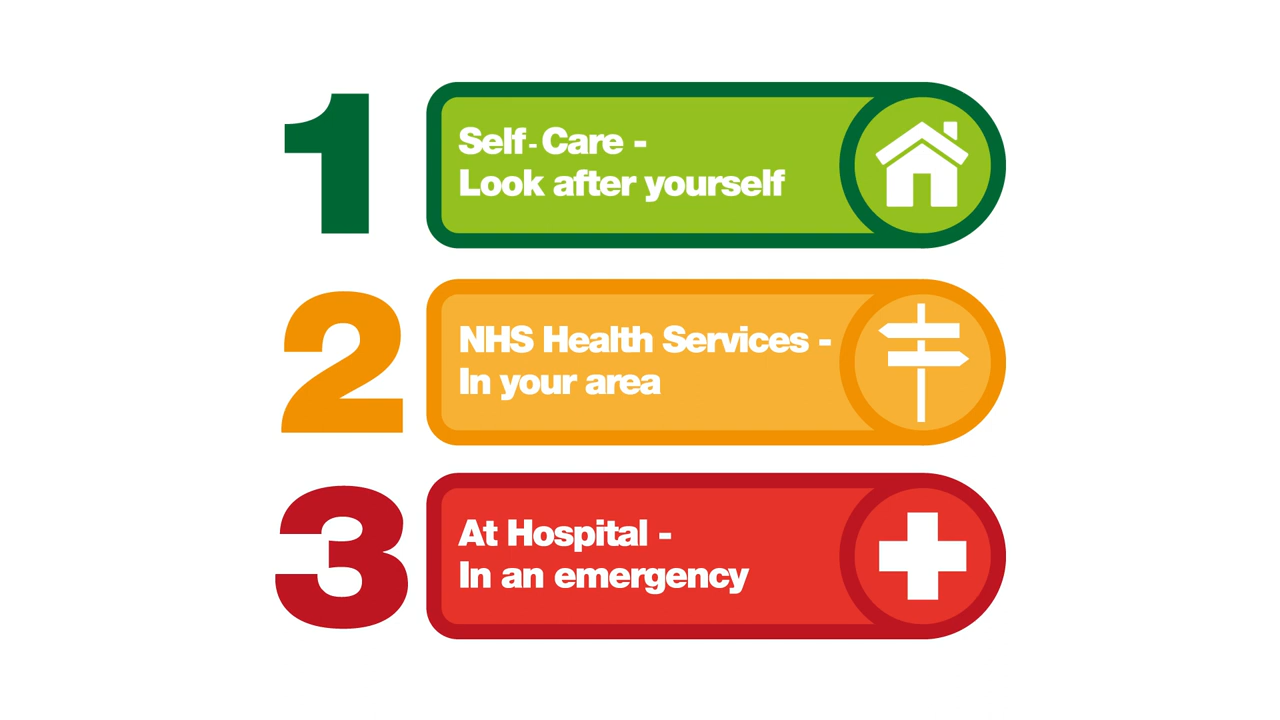 1
Self-Care -
Look after yourself
2
NHS Health Services -
In your area
3
At Hospital -
In an emergency